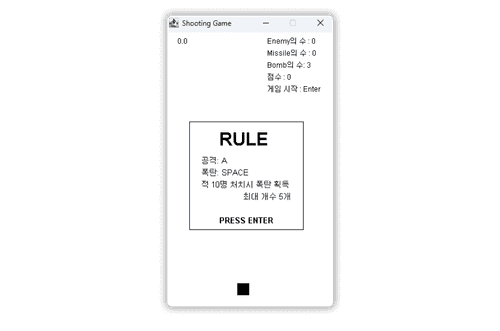 Shooting Game
0.0
Enemy의 수 : 0
Missile의 수 : 0
Bomb의 수: 3
점수 : 0
게임 시작 : Enter
RULE
공격: A
폭탄: SPACE
적 10명 처치시 폭탄 획득
최대 개수 5개
PRESS ENTER